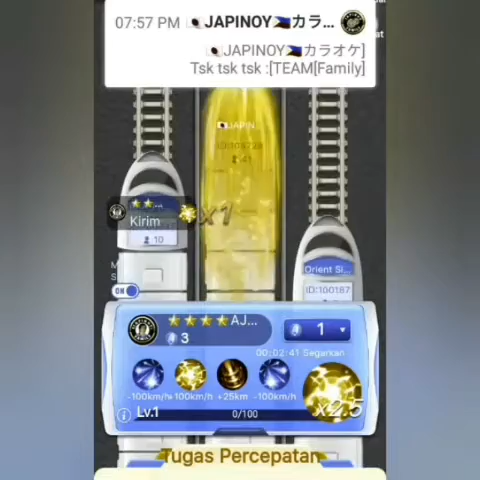 07:57 PM 🇯🇵JAPINOY🇵🇭カラ...
🇯🇵JAPINOY🇵🇭カラオケ]
Tsk tsk tsk :[TEAM[Family]
🇯🇵JAPIN
41
x1
Kirim
10
ON
Orient Si...
ID:100187
AJ...
3
1
00:02:41 Segarkan
-100km/h
+100km/h
+25km
-100km/h
x2.5
Lv.1
0/100
Tugas Percepatan